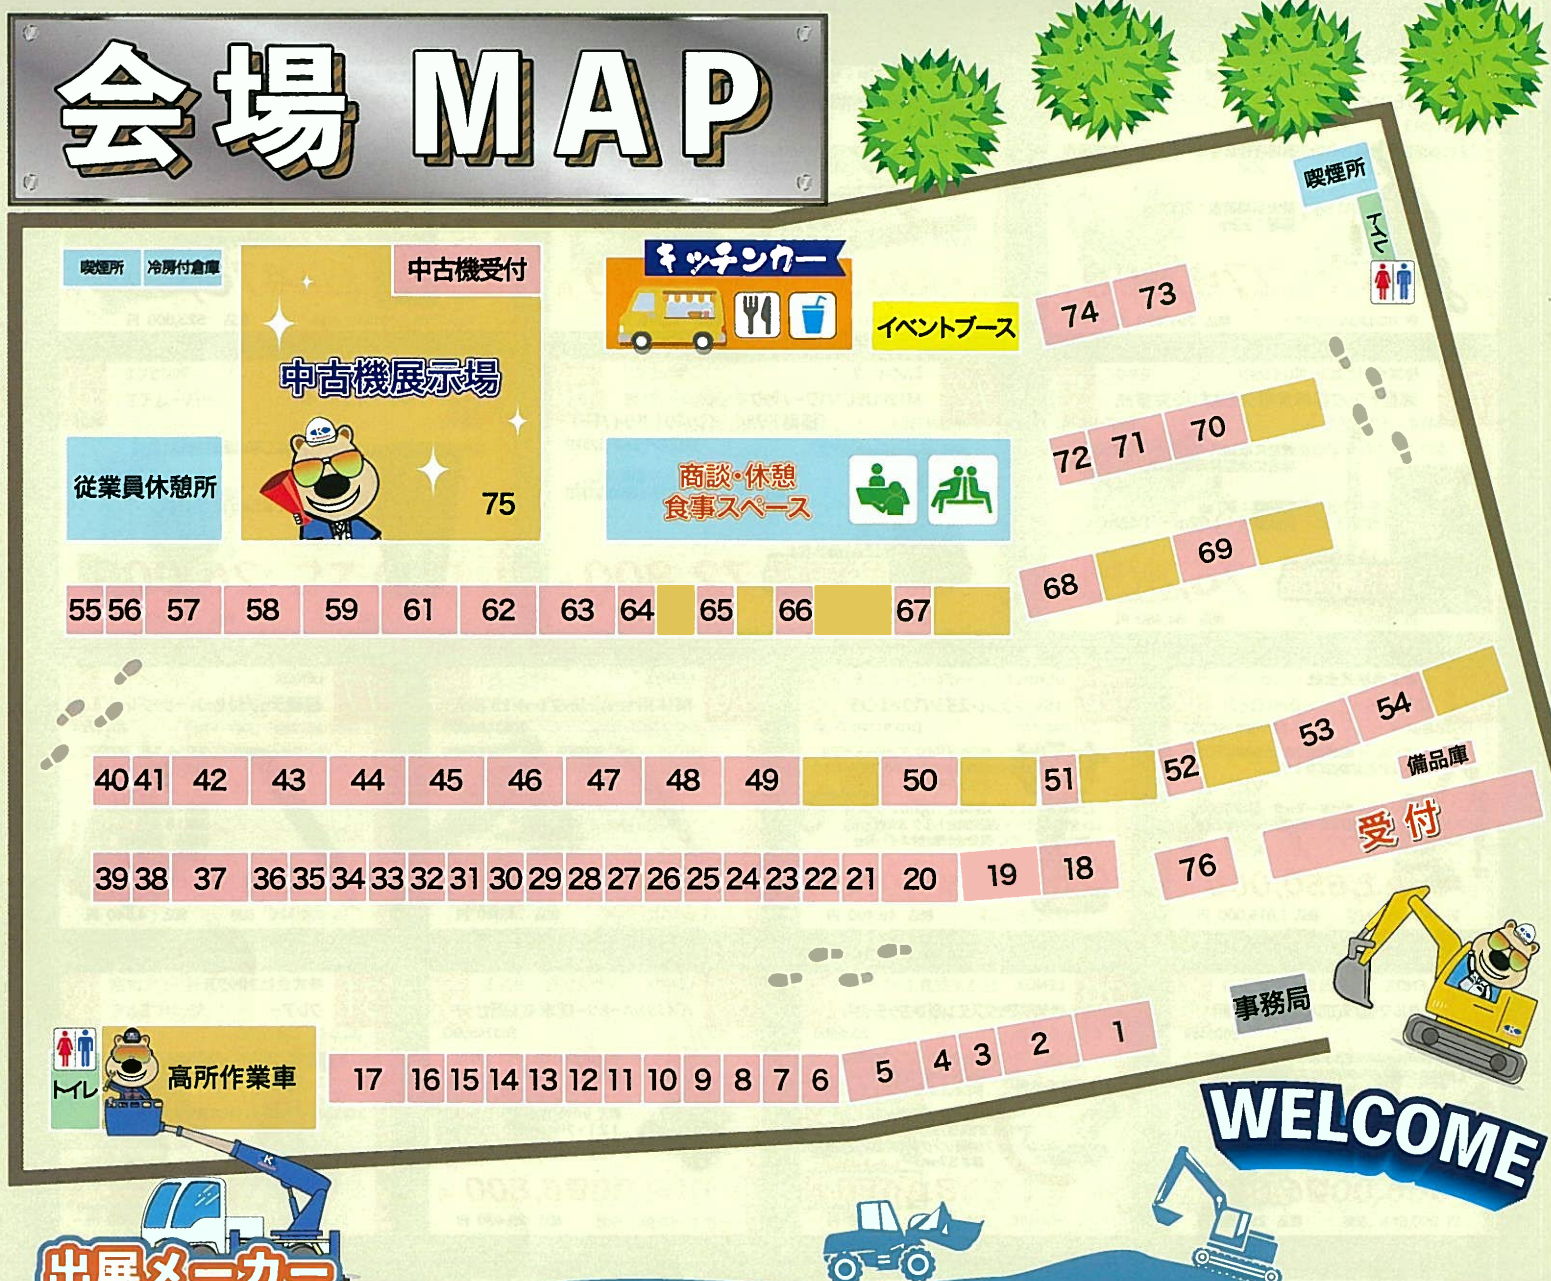 会場 MAP
喫煙所
トイレ
喫煙所 冷房付倉庫
中古機受付
中古機展示場
75
キッチンカー
イベントブース
74 73
従業員休憩所
商談・休憩
食事スペース
72 71 70
68 69
55 56 57 58 59 61 62 63 64 65 66 67
40 41 42 43 44 45 46 47 48 49 50 51 52 53 54
備品庫
受付
39 38 37 36 35 34 33 32 31 30 29 28 27 26 25 24 23 22 21 20 19 18 76
事務局
トイレ
高所作業車
17 16 15 14 13 12 11 10 9 8 7 6 5 4 3 2 1
WELCOME
出展メーカー